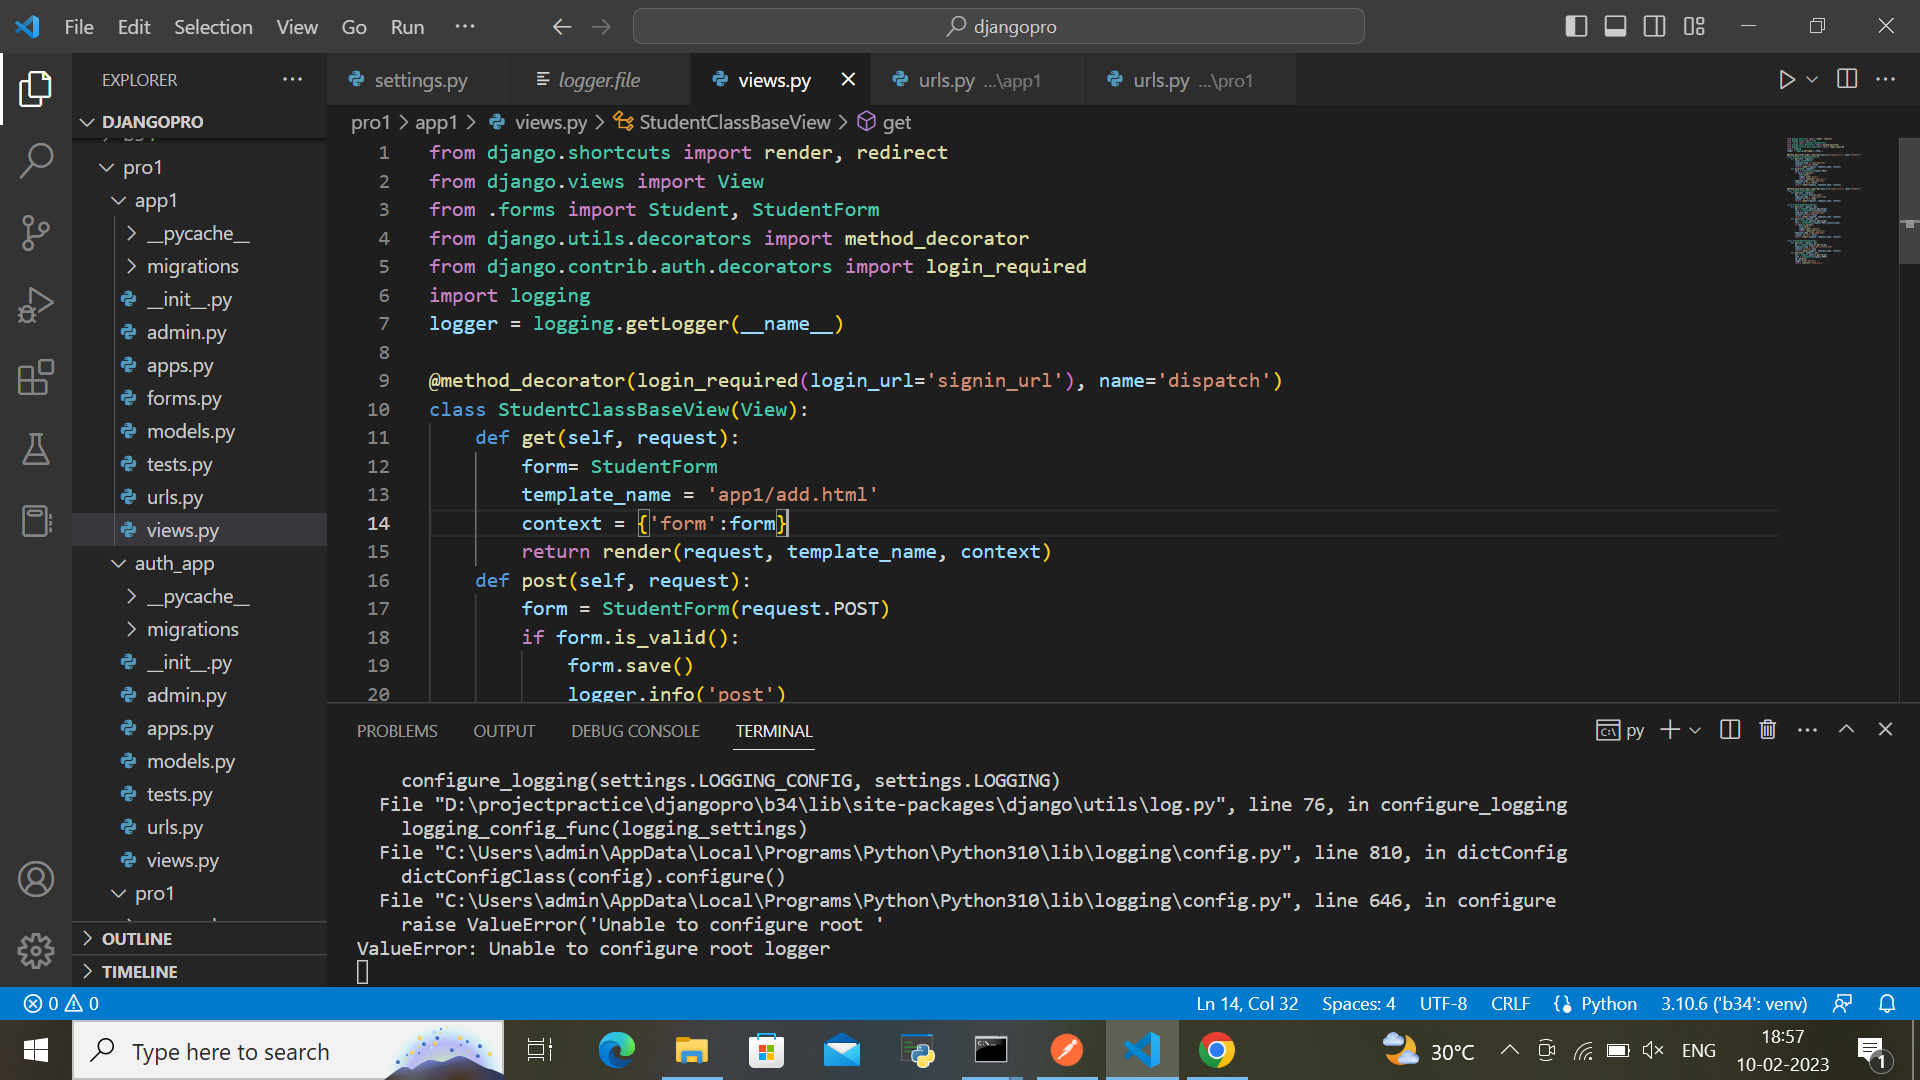 File Edit Selection View Go Run ···
djangopro
EXPLORER ···
settings.py
logger.file
views.py
urls.py ...\app1
urls.py ...\pro1
DJANGOPRO
pro1
app1
__pycache__
migrations
__init__.py
admin.py
apps.py
forms.py
models.py
tests.py
urls.py
views.py
auth_app
__pycache__
migrations
__init__.py
admin.py
apps.py
models.py
tests.py
urls.py
views.py
pro1
OUTLINE
TIMELINE
pro1 > app1 > views.py > StudentClassBaseView > get
1 from django.shortcuts import render, redirect
2 from django.views import View
3 from .forms import Student, StudentForm
4 from django.utils.decorators import method_decorator
5 from django.contrib.auth.decorators import login_required
6 import logging
7 logger = logging.getLogger(__name__)
8
9 @method_decorator(login_required(login_url='signin_url'), name='dispatch')
10 class StudentClassBaseView(View):
11 def get(self, request):
12 form= StudentForm
13 template_name = 'app1/add.html'
14 context = {'form':form}
15 return render(request, template_name, context)
16 def post(self, request):
17 form = StudentForm(request.POST)
18 if form.is_valid():
19 form.save()
20 logger.info('post')
PROBLEMS OUTPUT DEBUG CONSOLE TERMINAL
py
configure_logging(settings.LOGGING_CONFIG, settings.LOGGING)
File "D:\projectpractice\djangopro\b34\lib\site-packages\django\utils\log.py", line 76, in configure_logging
logging_config_func(logging_settings)
File "C:\Users\admin\AppData\Local\Programs\Python\Python310\lib\logging\config.py", line 810, in dictConfig
dictConfigClass(config).configure()
File "C:\Users\admin\AppData\Local\Programs\Python\Python310\lib\logging\config.py", line 646, in configure
raise ValueError('Unable to configure root '
ValueError: Unable to configure root logger
0 0
Ln 14, Col 32 Spaces: 4 UTF-8 CRLF {} Python 3.10.6 ('b34': venv)
Type here to search
30°C
ENG
18:57
10-02-2023
1